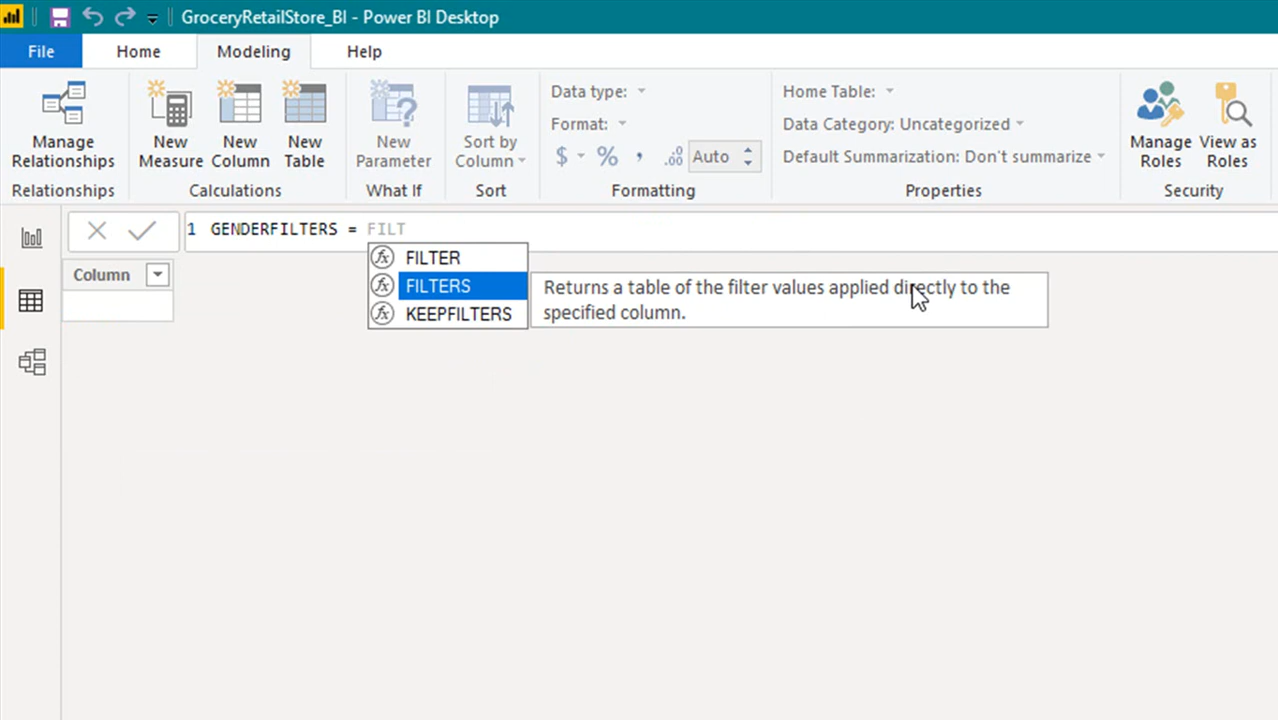 GroceryRetailStore_BI - Power BI Desktop
File Home Modeling Help
Manage Relationships
New Measure
New Column
New Table
New Parameter
Sort by Column
Data type:
Format:
$ % , .00 Auto
Home Table:
Data Category: Uncategorized
Default Summarization: Don't summarize
Manage Roles
View as Roles
Relationships Calculations What If Sort Formatting Properties Security
1 GENDERFILTERS = FILT
FILTER
FILTERS
KEEPFILTERS
Returns a table of the filter values applied directly to the
specified column.
Column